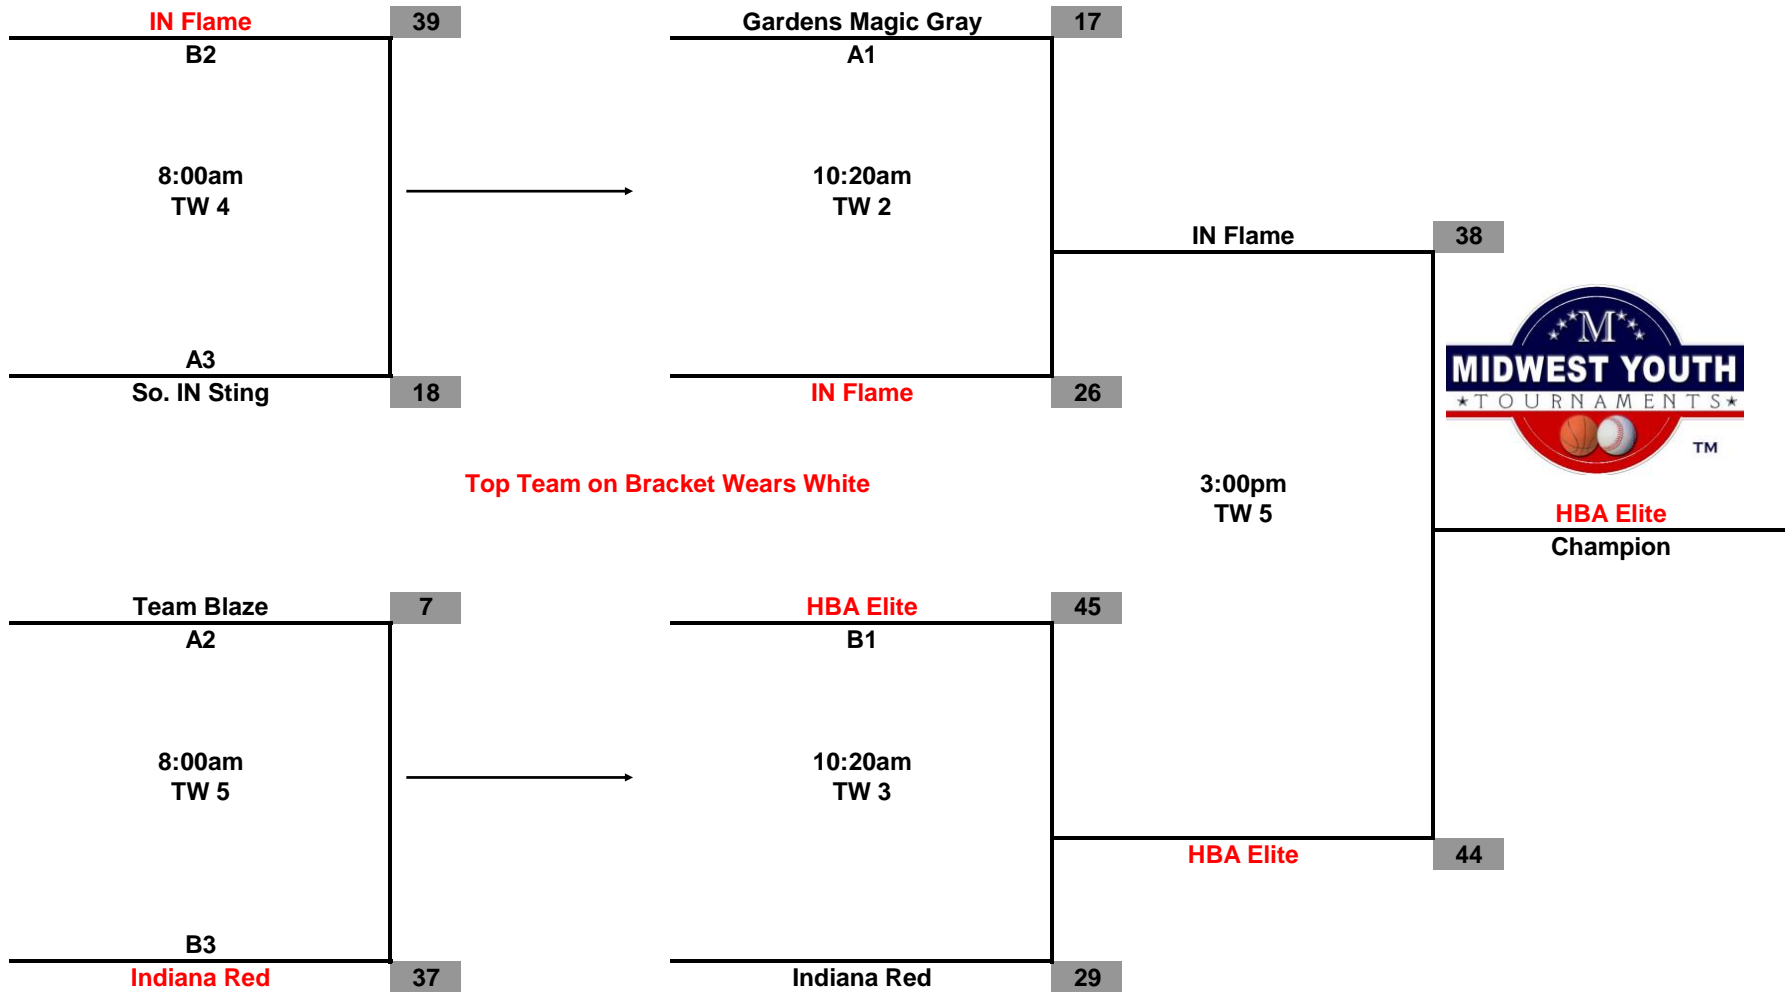 IN Flame 39
B2
8:00am
TW 4
A3
So. IN Sting 18
Gardens Magic Gray 17
A1
10:20am
TW 2
IN Flame 26
IN Flame 38
M
MIDWEST YOUTH
TOURNAMENTS
TM
Top Team on Bracket Wears White
3:00pm
TW 5
HBA Elite
Champion
Team Blaze 7
A2
8:00am
TW 5
B3
Indiana Red 37
HBA Elite 45
B1
10:20am
TW 3
Indiana Red 29
HBA Elite 44